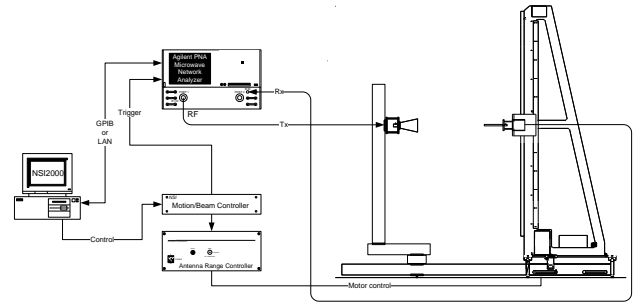 Agilent PNA
Microwave
Network
Analyzer
Rx
Trigger
RF
GPIB
or
LAN
Tx
NSI2000
NSI
Motion/Beam Controller
Control
Antenna Range Controller
Motor control